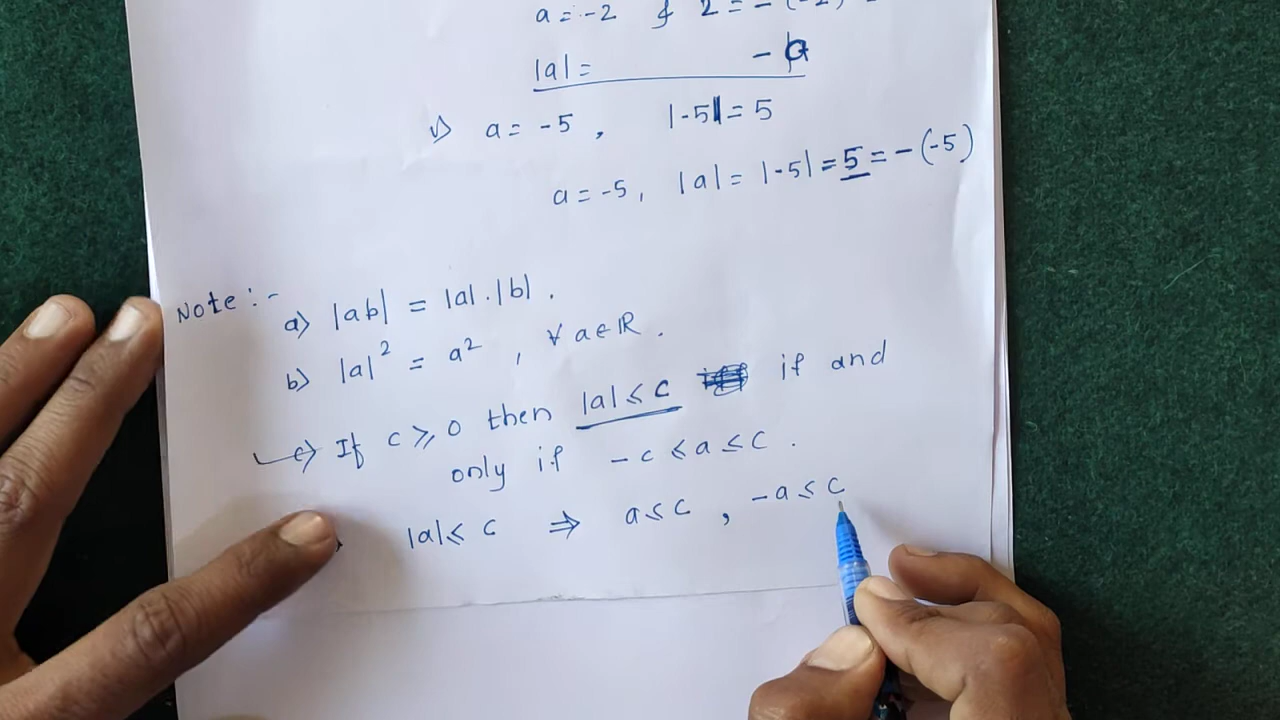 a = -2 & 2 = - (-2) =
|a| = - a
v) a = -5 , |-5| = 5
a = -5, |a| = |-5| = 5 = - (-5)
Note :-
a) |ab| = |a| . |b| .
b) |a|² = a² , ∀ a ∈ ℝ .
c) If c ≥ 0 then |a| ≤ c if and
only if - c ≤ a ≤ c .
|a| ≤ c ⇒ a ≤ c , -a ≤ c